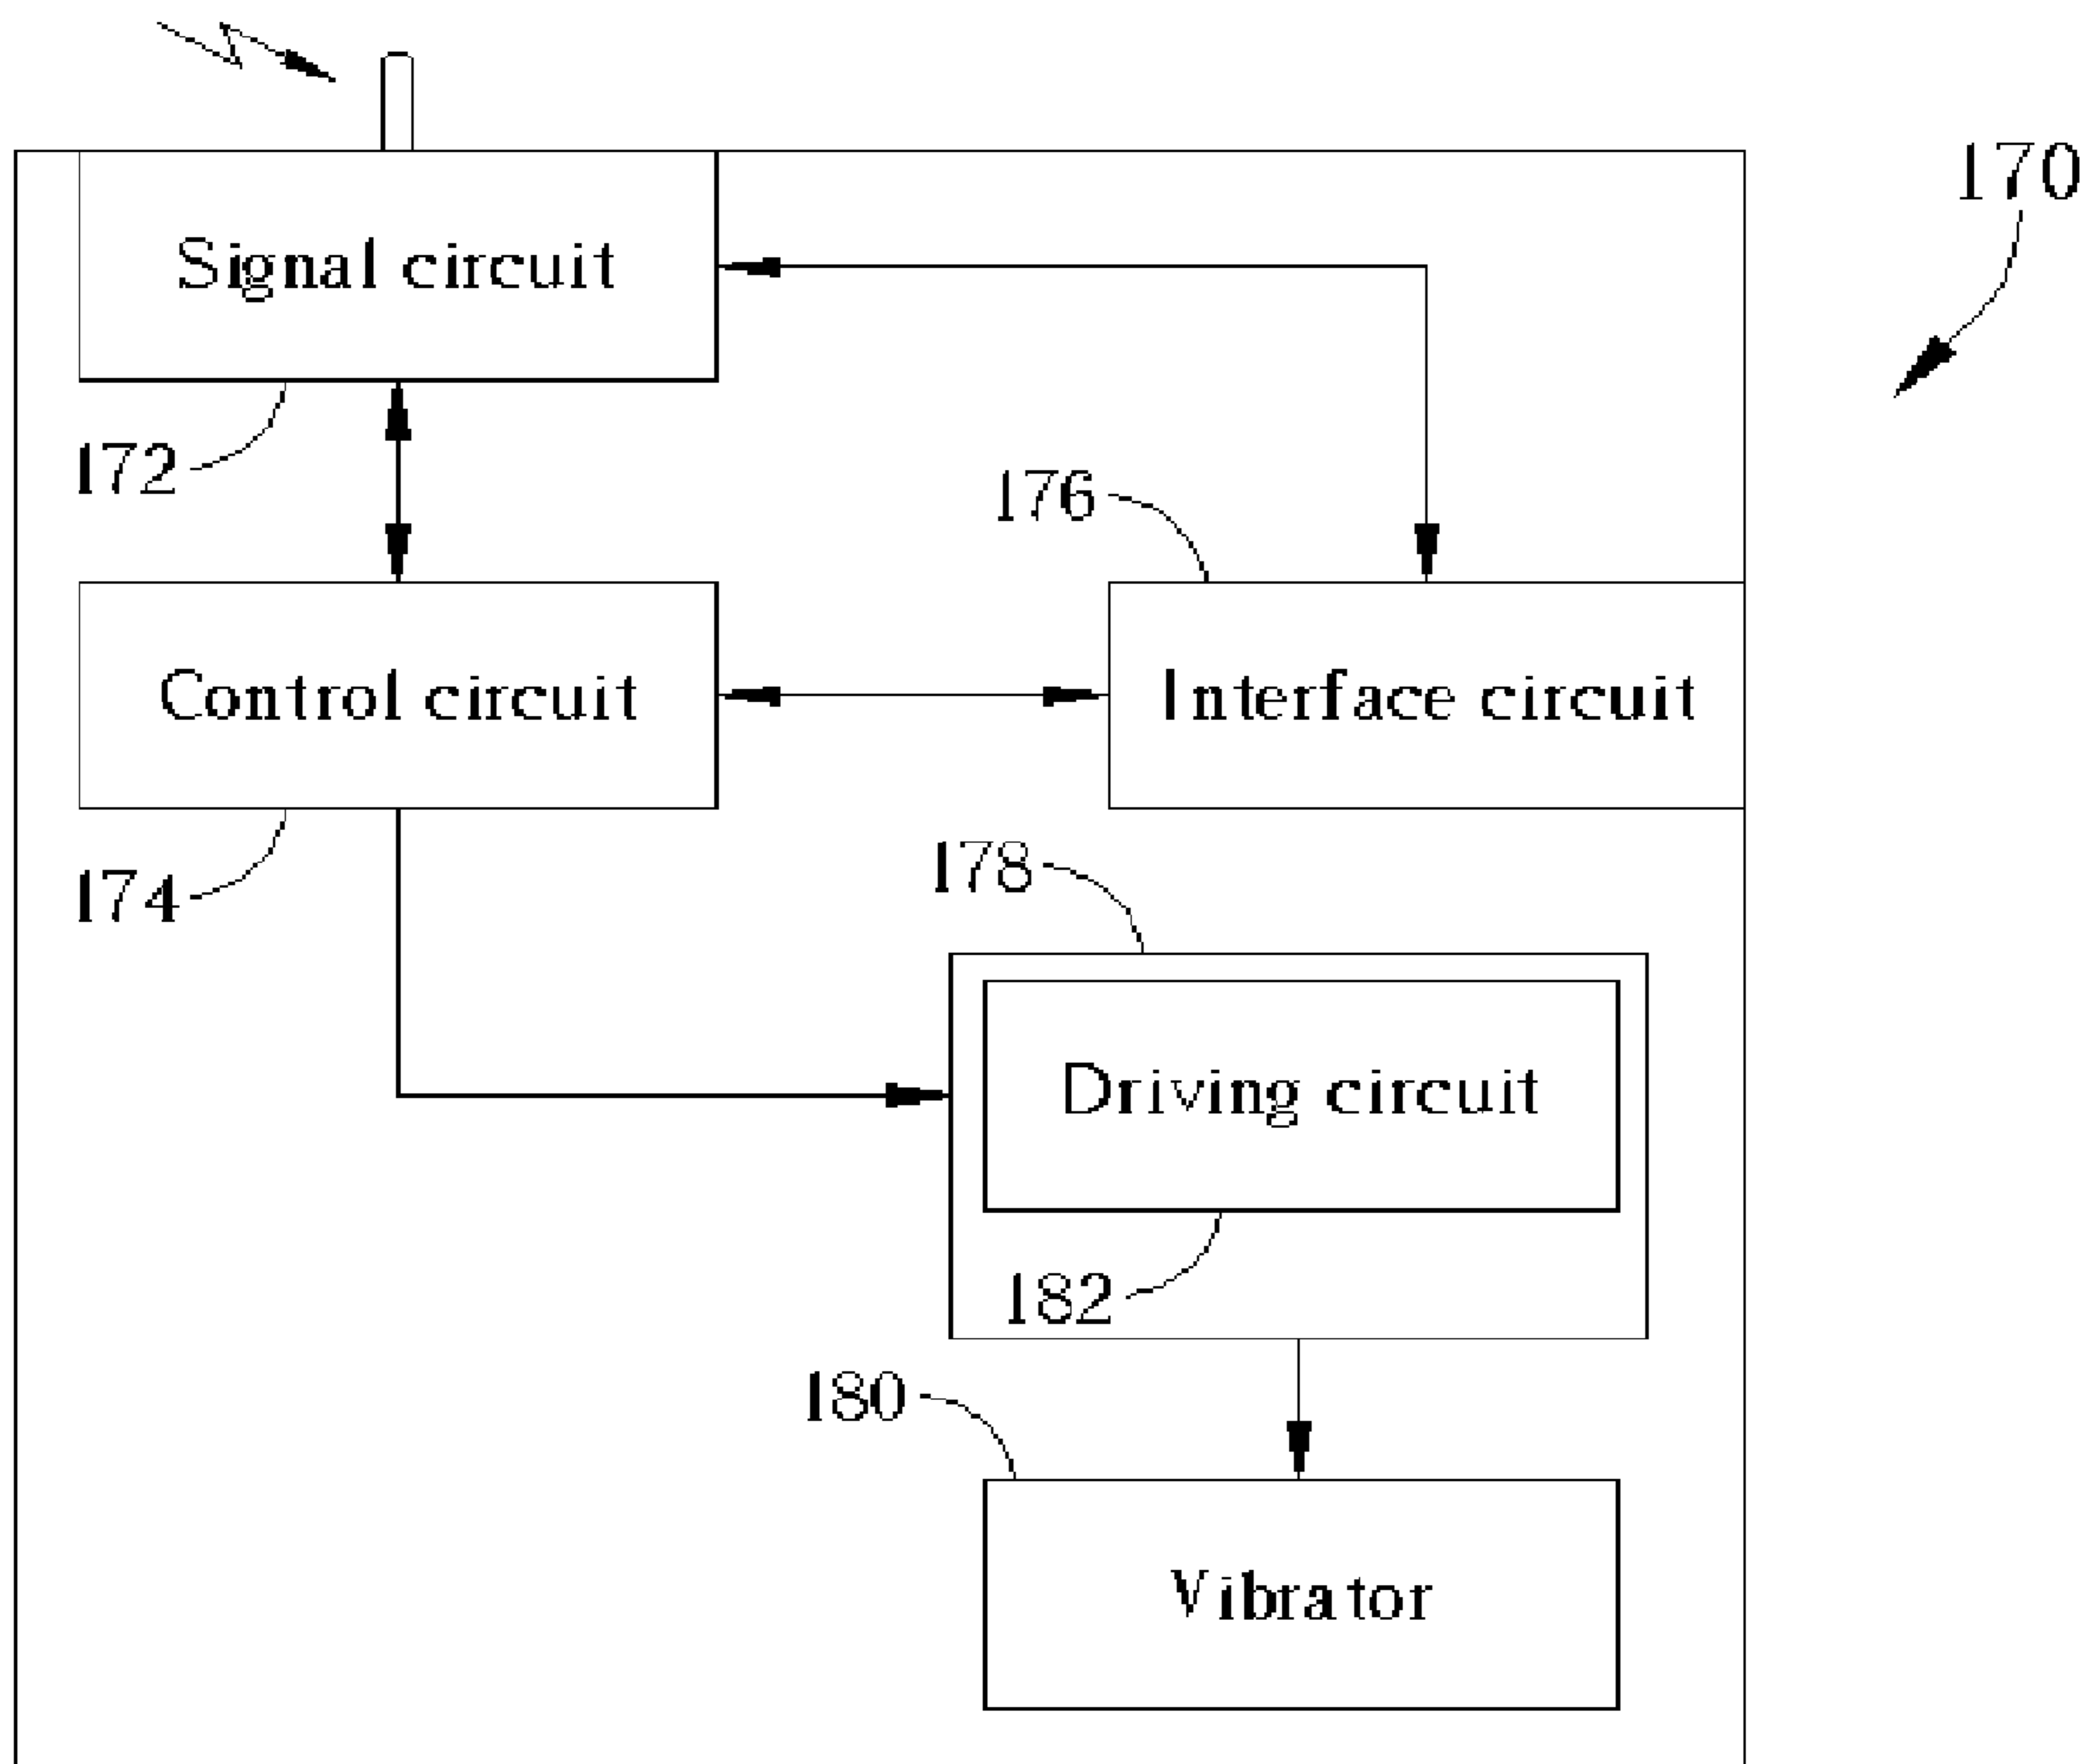 170
Signal circuit
172
176
Control circuit
Interface circuit
174
178
Driving circuit
182
180
Vibrator